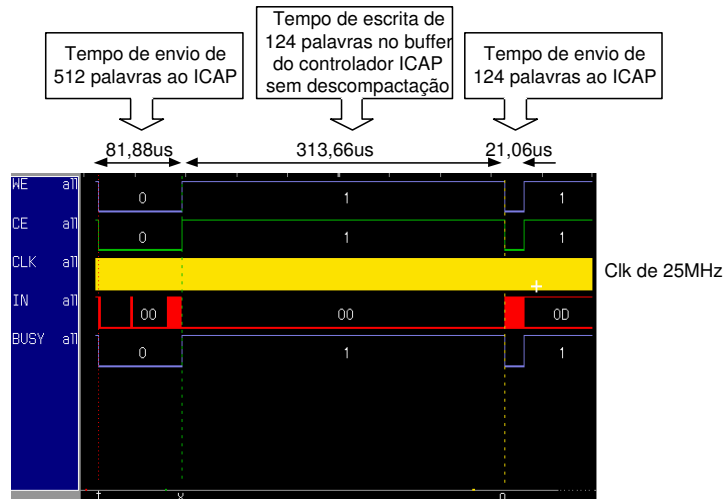 Tempo de envio de
512 palavras ao ICAP
Tempo de escrita de
124 palavras no buffer
do controlador ICAP
sem descompactação
Tempo de envio de
124 palavras ao ICAP
81,88us
313,66us
21,06us
WE all 0 1 1
CE all 0 1 1
CLK all
Clk de 25MHz
IN all 00 00 0D
BUSY all 0 1 1